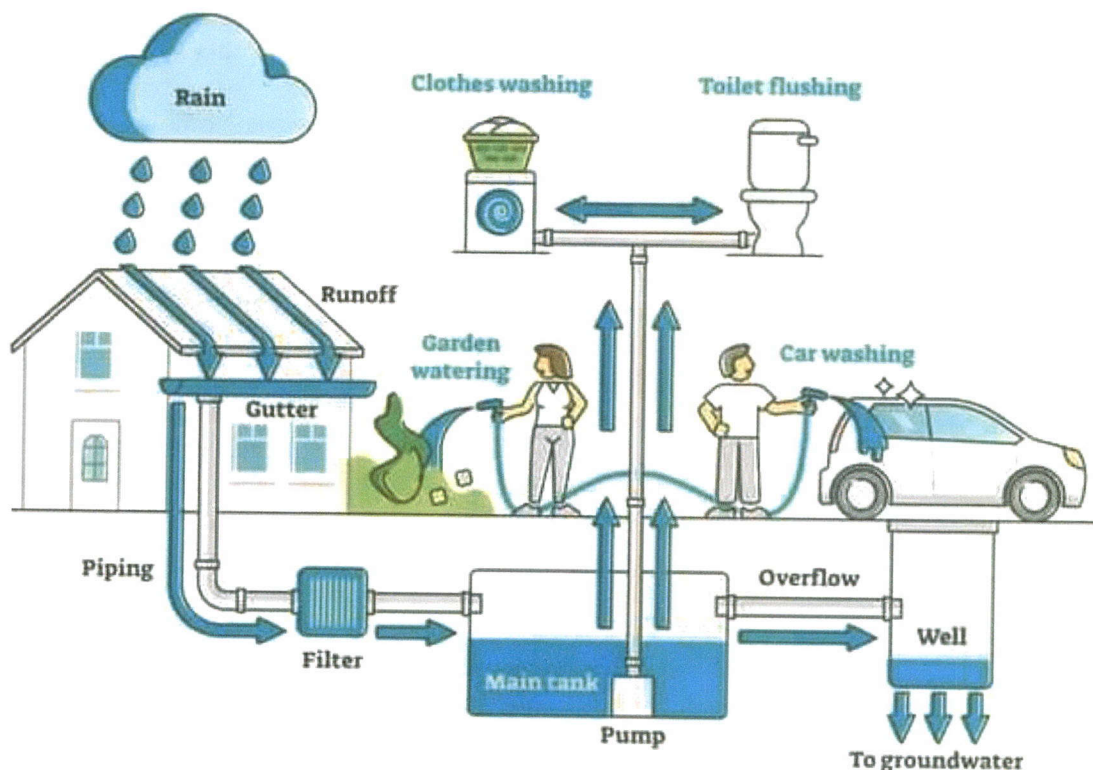 Rain
Clothes washing
Toilet flushing
Runoff
Garden
watering
Car washing
Gutter
Piping
Filter
Main tank
Pump
Overflow
Well
To groundwater